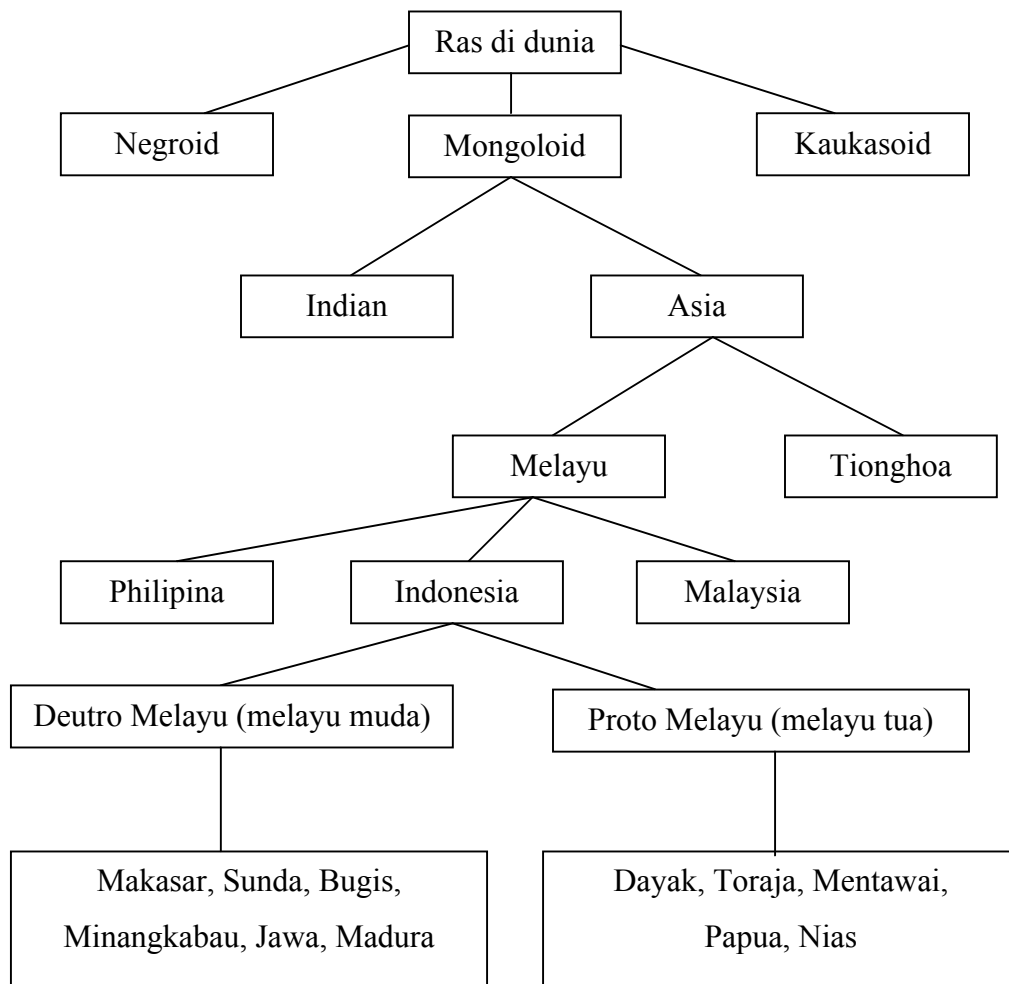 Ras di dunia
Negroid
Mongoloid
Kaukasoid
Indian
Asia
Melayu
Tionghoa
Philipina
Indonesia
Malaysia
Deutro Melayu (melayu muda)
Proto Melayu (melayu tua)
Makasar, Sunda, Bugis,
Minangkabau, Jawa, Madura
Dayak, Toraja, Mentawai,
Papua, Nias